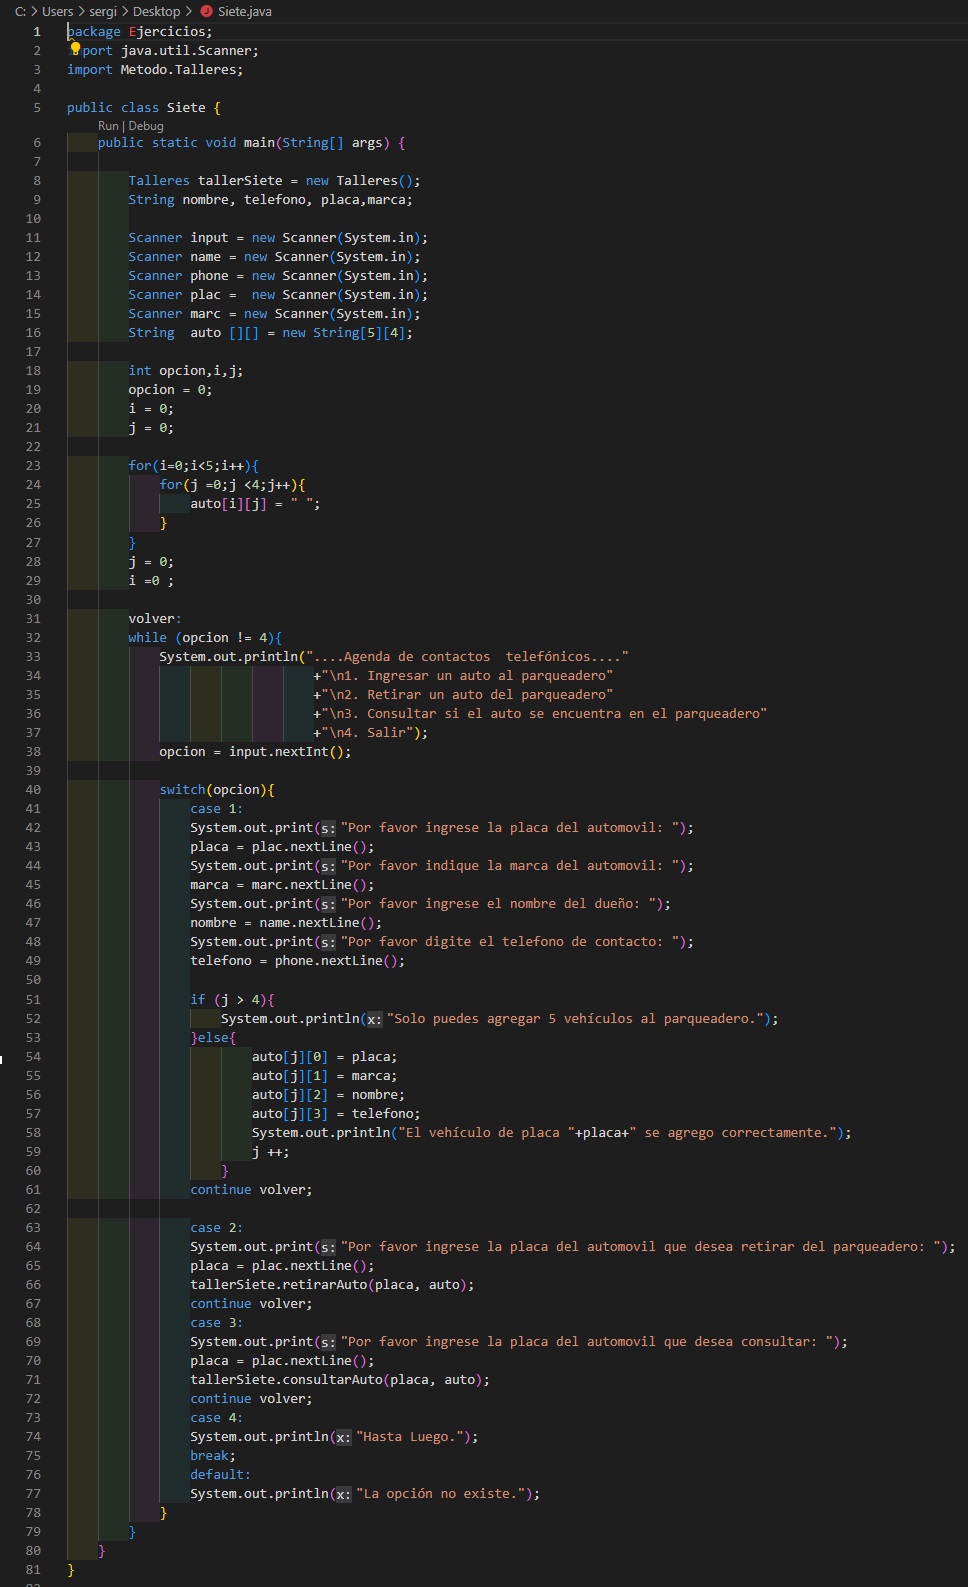 C: > Users > sergi > Desktop > Siete.java
1 package Ejercicios;
2 port java.util.Scanner;
3 import Metodo.Talleres;
4
5 public class Siete {
Run | Debug
6 public static void main(String[] args) {
7
8 Talleres tallerSiete = new Talleres();
9 String nombre, telefono, placa,marca;
10
11 Scanner input = new Scanner(System.in);
12 Scanner name = new Scanner(System.in);
13 Scanner phone = new Scanner(System.in);
14 Scanner plac =  new Scanner(System.in);
15 Scanner marc = new Scanner(System.in);
16 String  auto [][] = new String[5][4];
17
18 int opcion,i,j;
19 opcion = 0;
20 i = 0;
21 j = 0;
22
23 for(i=0;i<5;i++){
24 for(j =0;j <4;j++){
25 auto[i][j] = " ";
26 }
27 }
28 j = 0;
29 i =0 ;
30
31 volver:
32 while (opcion != 4){
33 System.out.println("....Agenda de contactos  telefónicos...."
34 +"\n1. Ingresar un auto al parqueadero"
35 +"\n2. Retirar un auto del parqueadero"
36 +"\n3. Consultar si el auto se encuentra en el parqueadero"
37 +"\n4. Salir");
38 opcion = input.nextInt();
39
40 switch(opcion){
41 case 1:
42 System.out.print(s: "Por favor ingrese la placa del automovil: ");
43 placa = plac.nextLine();
44 System.out.print(s: "Por favor indique la marca del automovil: ");
45 marca = marc.nextLine();
46 System.out.print(s: "Por favor ingrese el nombre del dueño: ");
47 nombre = name.nextLine();
48 System.out.print(s: "Por favor digite el telefono de contacto: ");
49 telefono = phone.nextLine();
50
51 if (j > 4){
52 System.out.println(x: "Solo puedes agregar 5 vehículos al parqueadero.");
53 }else{
54 auto[j][0] = placa;
55 auto[j][1] = marca;
56 auto[j][2] = nombre;
57 auto[j][3] = telefono;
58 System.out.println("El vehículo de placa "+placa+" se agrego correctamente.");
59 j ++;
60 }
61 continue volver;
62
63 case 2:
64 System.out.print(s: "Por favor ingrese la placa del automovil que desea retirar del parqueadero: ");
65 placa = plac.nextLine();
66 tallerSiete.retirarAuto(placa, auto);
67 continue volver;
68 case 3:
69 System.out.print(s: "Por favor ingrese la placa del automovil que desea consultar: ");
70 placa = plac.nextLine();
71 tallerSiete.consultarAuto(placa, auto);
72 continue volver;
73 case 4:
74 System.out.println(x: "Hasta Luego.");
75 break;
76 default:
77 System.out.println(x: "La opción no existe.");
78 }
79 }
80 }
81 }